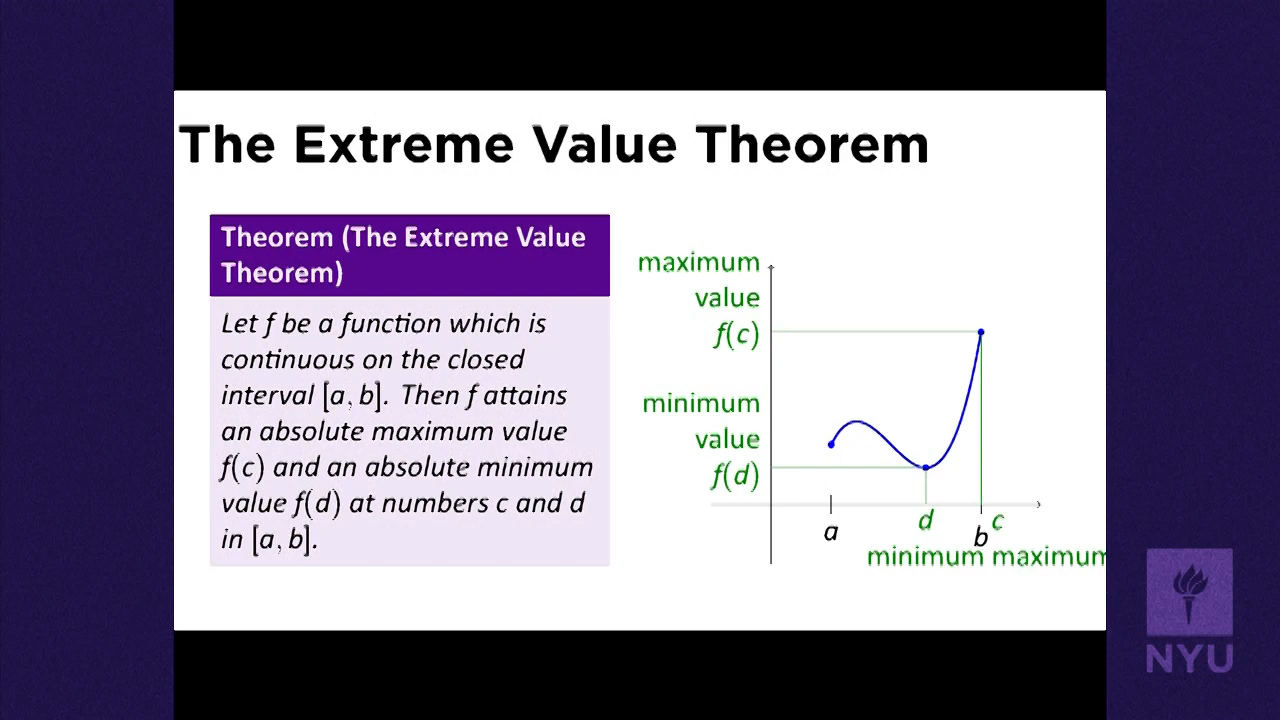 The Extreme Value Theorem
Theorem (The Extreme Value
Theorem)
Let f be a function which is
continuous on the closed
interval [a, b]. Then f attains
an absolute maximum value
f(c) and an absolute minimum
value f(d) at numbers c and d
in [a, b].
maximum
value
f(c)
minimum
value
f(d)
a
d
b
c
minimum maximum
NYU